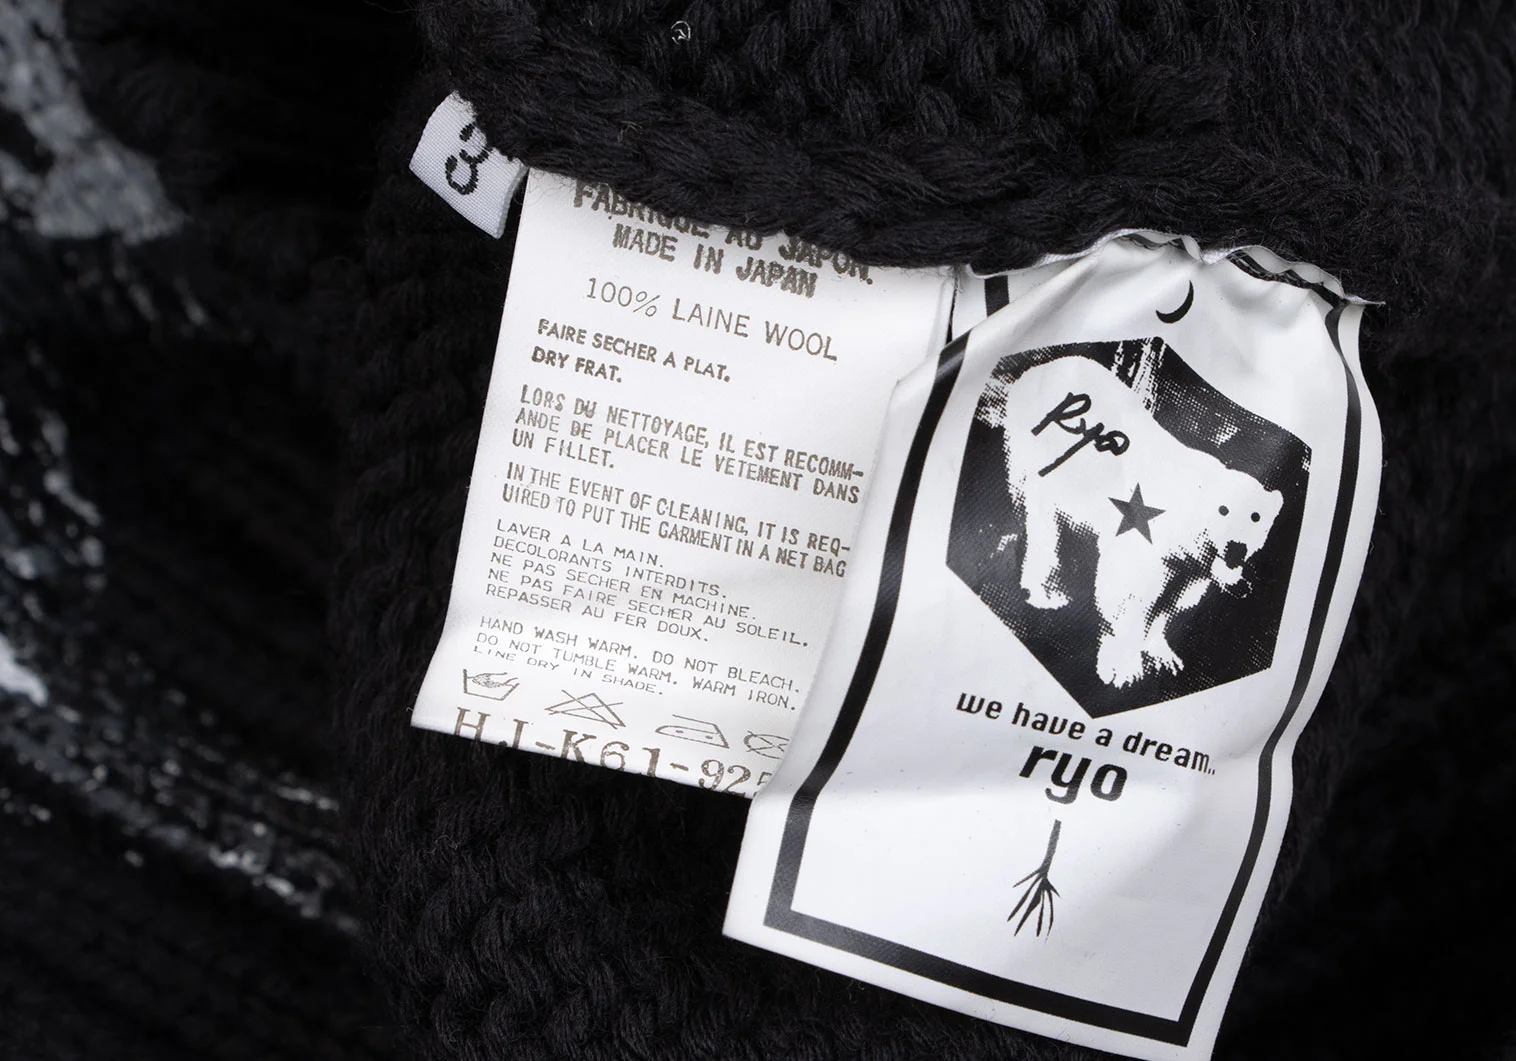 3
FABRIQUE AU JAPON.
MADE IN JAPAN
100% LAINE WOOL
FAIRE SECHER A PLAT.
DRY FRAT.
LORS DU NETTOYAGE, IL EST RECOMM-
ANDE DE PLACER LE VETEMENT DANS
UN FILLET.
IN THE EVENT OF CLEANING, IT IS REQ-
UIRED TO PUT THE GARMENT IN A NET BAG
LAVER A LA MAIN.
DECOLORANTS INTERDITS.
NE PAS SECHER EN MACHINE.
NE PAS FAIRE SECHER AU SOLEIL.
REPASSER AU FER DOUX.
HAND WASH WARM. DO NOT BLEACH.
DO NOT TUMBLE WARM. WARM IRON.
LINE DRY IN SHADE.
Ryo
we have a dream..
ryo